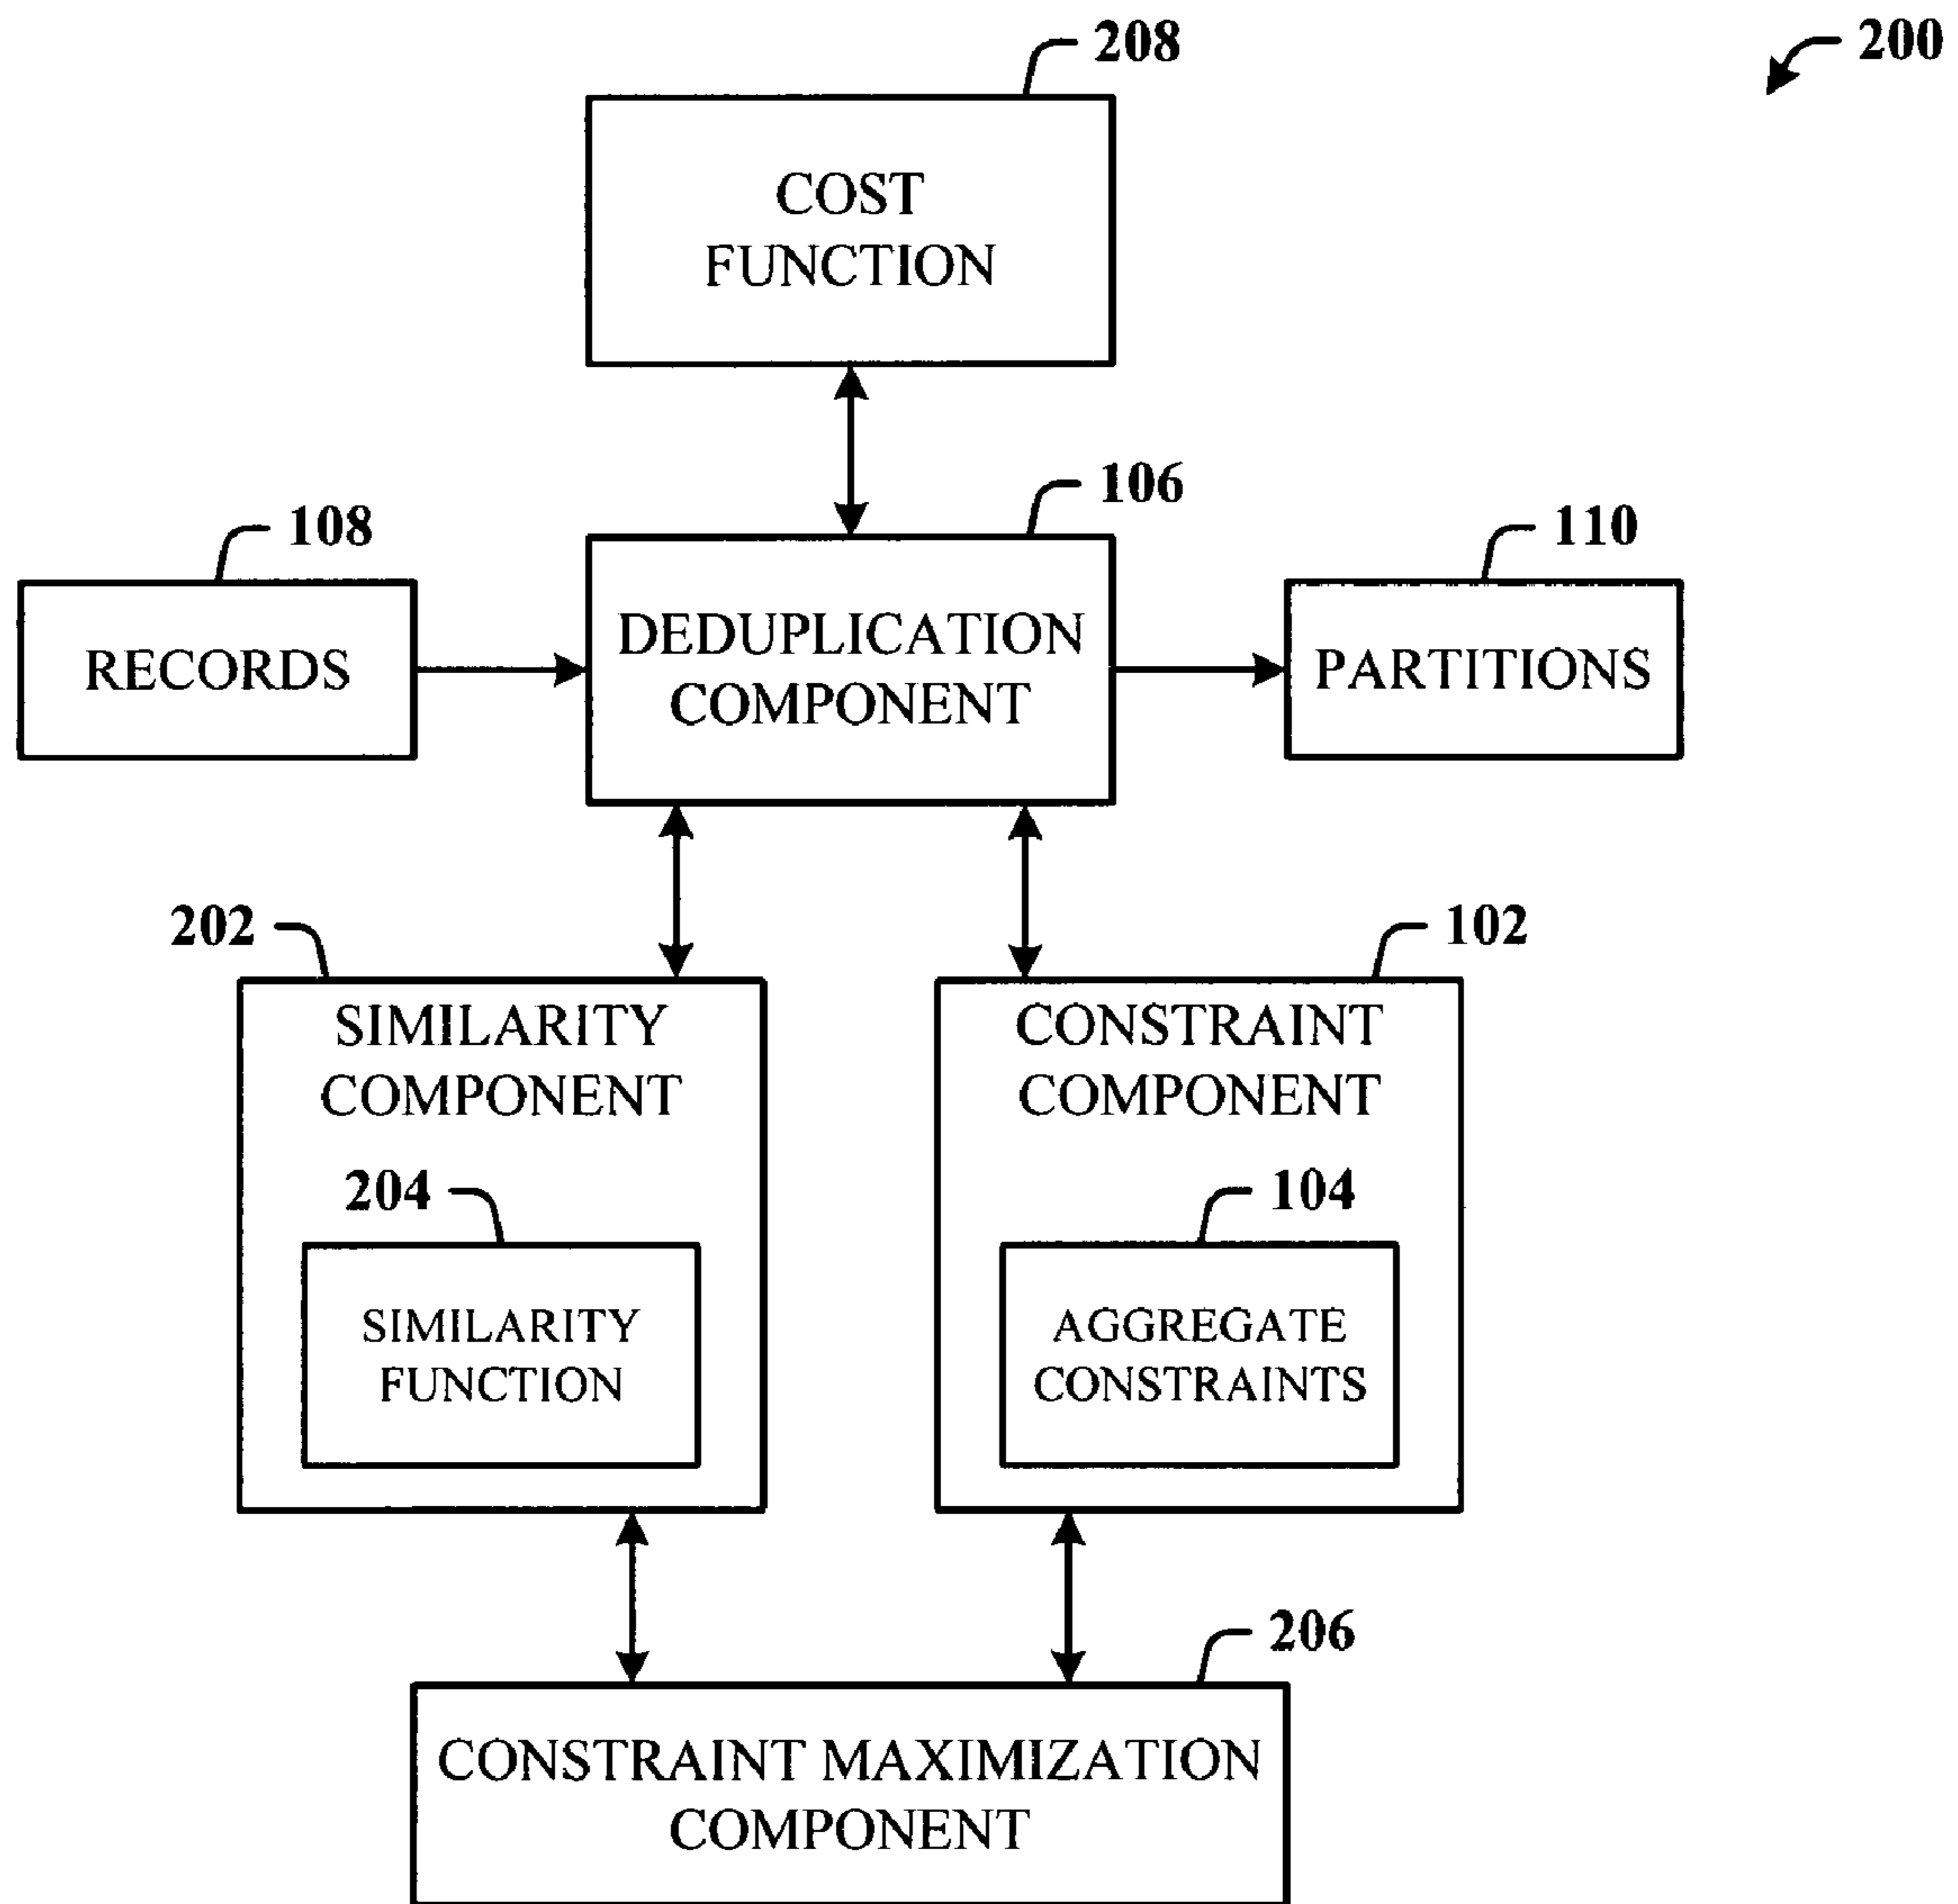 208
200
COST
FUNCTION
106
108
110
DEDUPLICATION
COMPONENT
RECORDS
PARTITIONS
202
102
SIMILARITY
COMPONENT
CONSTRAINT
COMPONENT
204
104
SIMILARITY
FUNCTION
AGGREGATE
CONSTRAINTS
206
CONSTRAINT MAXIMIZATION
COMPONENT